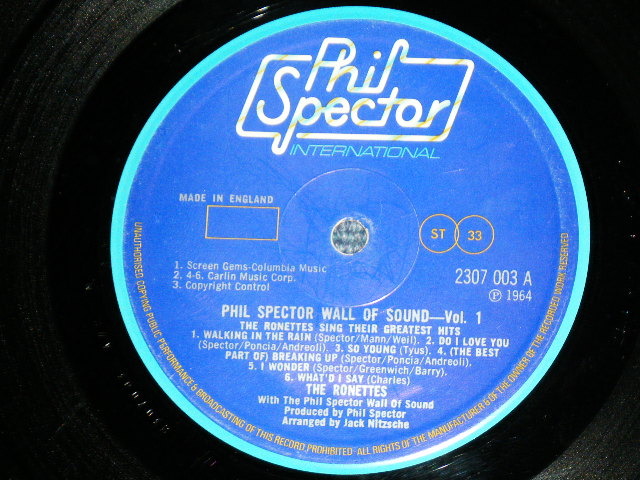 Phil
Spector
INTERNATIONAL
MADE IN ENGLAND
ST 33
1. Screen Gems-Columbia Music
2. 4-6. Carlin Music Corp.
3. Copyright Control
2307 003 A
℗ 1964
PHIL SPECTOR WALL OF SOUND—Vol. 1
THE RONETTES SING THEIR GREATEST HITS
1. WALKING IN THE RAIN (Spector/Mann/Weil). 2. DO I LOVE YOU
(Spector/Poncia/Andreoli). 3. SO YOUNG (Tyus). 4. (THE BEST
PART OF) BREAKING UP (Spector/Poncia/Andreoli).
5. I WONDER (Spector/Greenwich/Barry).
6. WHAT'D I SAY (Charles)
THE RONETTES
With The Phil Spector Wall Of Sound
Produced by Phil Spector
Arranged by Jack Nitzsche
UNAUTHORISED COPYING PUBLIC PERFORMANCE & BROADCASTING OF THIS RECORD PROHIBITED · ALL RIGHTS OF THE MANUFACTURER & OF THE OWNER OF THE RECORDED WORK RESERVED